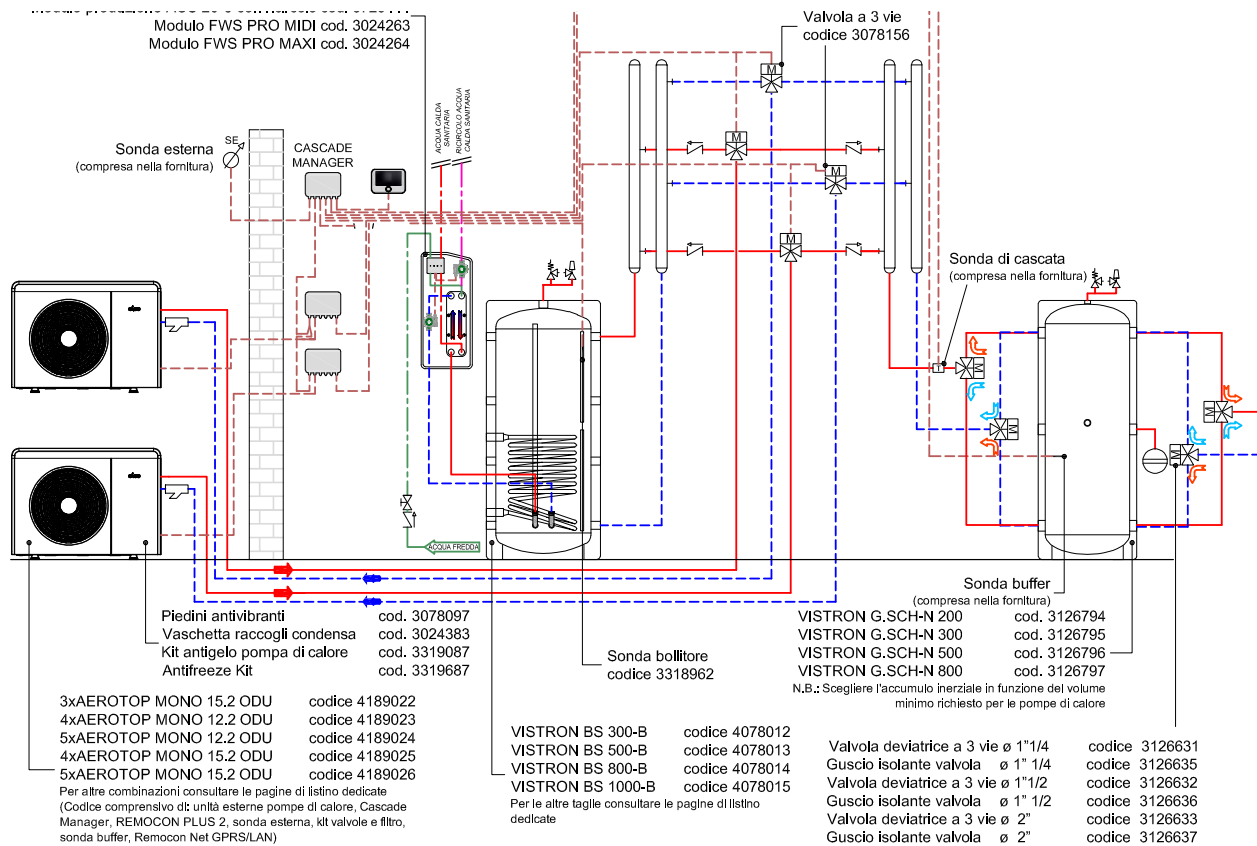 Modulo FWS PRO MIDI cod. 3024263
Modulo FWS PRO MAXI cod. 3024264
Valvola a 3 vie
codice 3078156
M
M
M
M
Sonda esterna
(compresa nella fornitura)
SE
CASCADE
MANAGER
ACQUA CALDA
SANITARIA
RICIRCOLO ACQUA
CALDA SANITARIA
Sonda di cascata
(compresa nella fornitura)
M
M
M
M
ACQUA FREDDA
Piedini antivibranti cod. 3078097
Vaschetta raccogli condensa cod. 3024383
Kit antigelo pompa di calore cod. 3319087
Antifreeze Kit cod. 3319687
Sonda bollitore
codice 3318962
Sonda buffer
(compresa nella fornitura)
VISTRON G.SCH-N 200 cod. 3126794
VISTRON G.SCH-N 300 cod. 3126795
VISTRON G.SCH-N 500 cod. 3126796
VISTRON G.SCH-N 800 cod. 3126797
N.B.: Scegliere l'accumulo inerziale in funzione del volume
minimo richiesto per le pompe di calore
3xAEROTOP MONO 15.2 ODU codice 4189022
4xAEROTOP MONO 12.2 ODU codice 4189023
5xAEROTOP MONO 12.2 ODU codice 4189024
4xAEROTOP MONO 15.2 ODU codice 4189025
5xAEROTOP MONO 15.2 ODU codice 4189026
Per altre combinazioni consultare le pagine di listino dedicate
(Codice comprensivo di: unità esterne pompe di calore, Cascade
Manager, REMOCON PLUS 2, sonda esterna, kit valvole e filtro,
sonda buffer, Remocon Net GPRS/LAN)
VISTRON BS 300-B codice 4078012
VISTRON BS 500-B codice 4078013
VISTRON BS 800-B codice 4078014
VISTRON BS 1000-B codice 4078015
Per le altre taglie consultare le pagine di listino
dedicate
Valvola deviatrice a 3 vie ø 1"1/4 codice 3126631
Guscio isolante valvola ø 1" 1/4 codice 3126635
Valvola deviatrice a 3 vie ø 1"1/2 codice 3126632
Guscio isolante valvola ø 1" 1/2 codice 3126636
Valvola deviatrice a 3 vie ø 2" codice 3126633
Guscio isolante valvola ø 2" codice 3126637